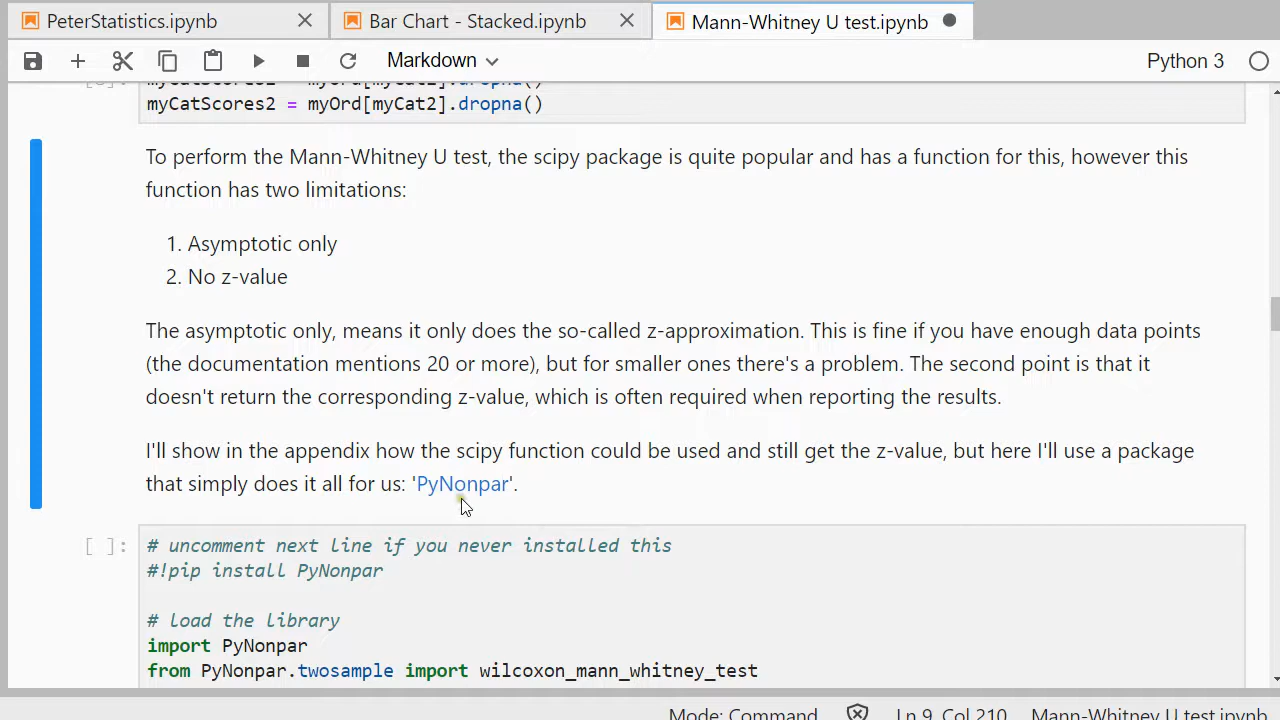 PeterStatistics.ipynb
Bar Chart - Stacked.ipynb
Mann-Whitney U test.ipynb
Markdown
Python 3
myCatScores2 = myOrd[myCat2].dropna()
To perform the Mann-Whitney U test, the scipy package is quite popular and has a function for this, however this
function has two limitations:
1. Asymptotic only
2. No z-value
The asymptotic only, means it only does the so-called z-approximation. This is fine if you have enough data points
(the documentation mentions 20 or more), but for smaller ones there's a problem. The second point is that it
doesn't return the corresponding z-value, which is often required when reporting the results.
I'll show in the appendix how the scipy function could be used and still get the z-value, but here I'll use a package
that simply does it all for us: 'PyNonpar'.
[ ]:
# uncomment next line if you never installed this
#!pip install PyNonpar
# load the library
import PyNonpar
from PyNonpar.twosample import wilcoxon_mann_whitney_test
Mode: Command
Ln 9, Col 210
Mann-Whitney U test.ipynb